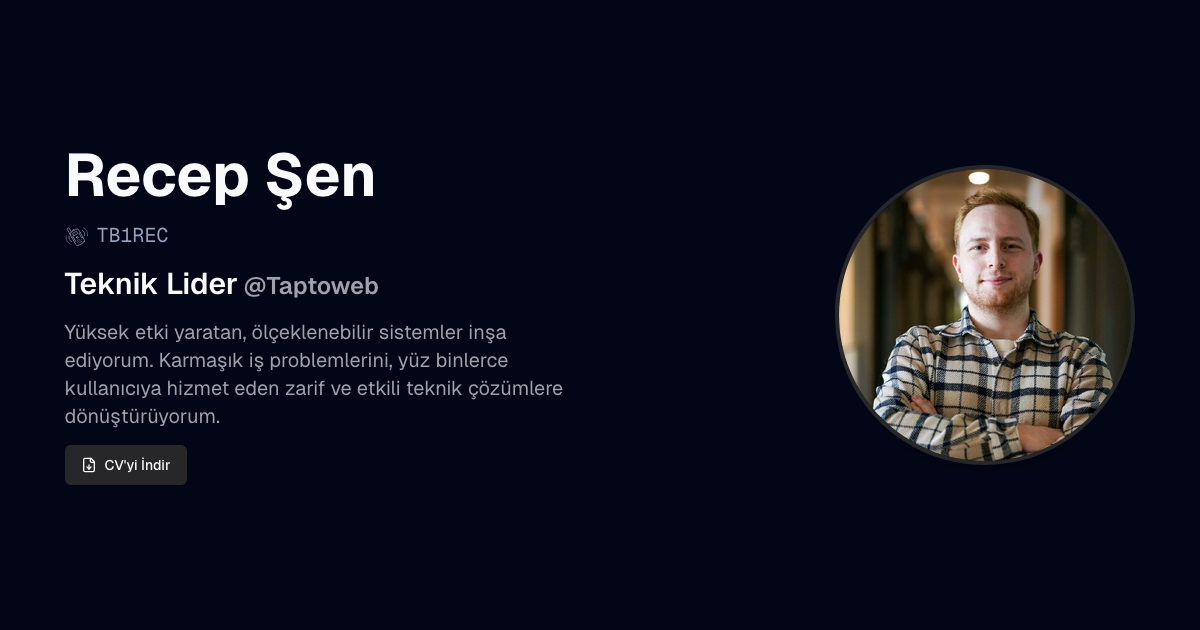 Recep Şen
TB1REC
Teknik Lider @Taptoweb
Yüksek etki yaratan, ölçeklenebilir sistemler inşa
ediyorum. Karmaşık iş problemlerini, yüz binlerce
kullanıcıya hizmet eden zarif ve etkili teknik çözümlere
dönüştürüyorum.
CV'yi İndir